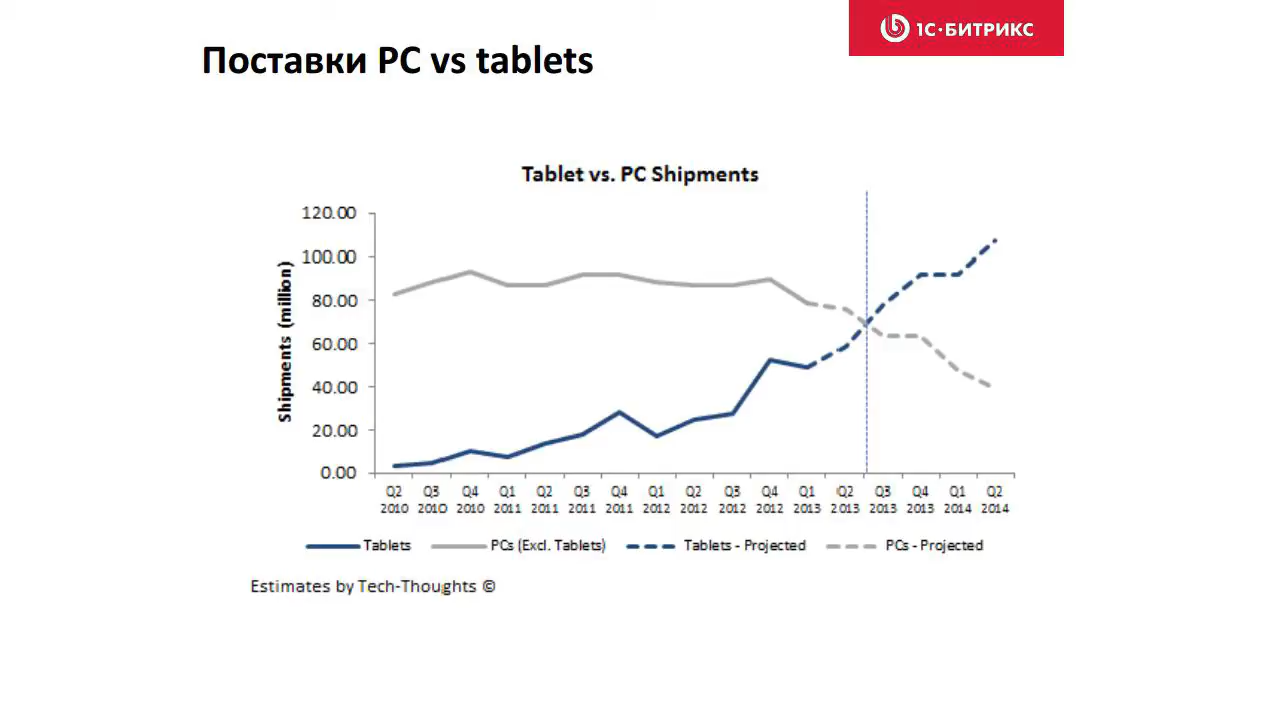 1С·БИТРИКС
Поставки PC vs tablets
Tablet vs. PC Shipments
Shipments (million)
120.00
100.00
80.00
60.00
40.00
20.00
0.00
Q2 Q3 Q4 Q1 Q2 Q3 Q4 Q1 Q2 Q3 Q4 Q1 Q2 Q3 Q4 Q1 Q2
2010 2010 2010 2011 2011 2011 2011 2012 2012 2012 2012 2013 2013 2013 2013 2014 2014
Tablets PCs (Excl. Tablets) Tablets - Projected PCs - Projected
Estimates by Tech-Thoughts ©